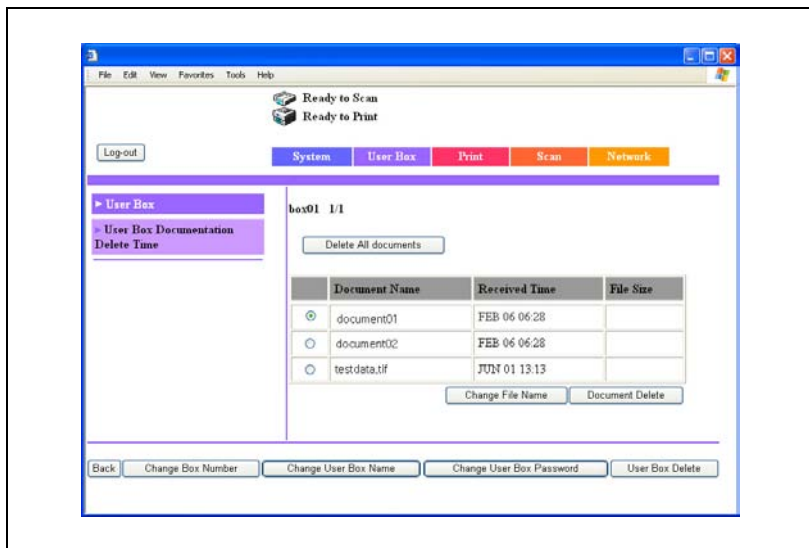 File Edit View Favorites Tools Help
Ready to Scan
Ready to Print
Log-out
System User Box Print Scan Network
User Box
User Box Documentation
Delete Time
box01 1/1
Delete All documents
Document Name Received Time File Size
document01 FEB 06 06:28
document02 FEB 06 06:28
testdata.tif JUN 01 13:13
Change File Name Document Delete
Back Change Box Number Change User Box Name Change User Box Password User Box Delete